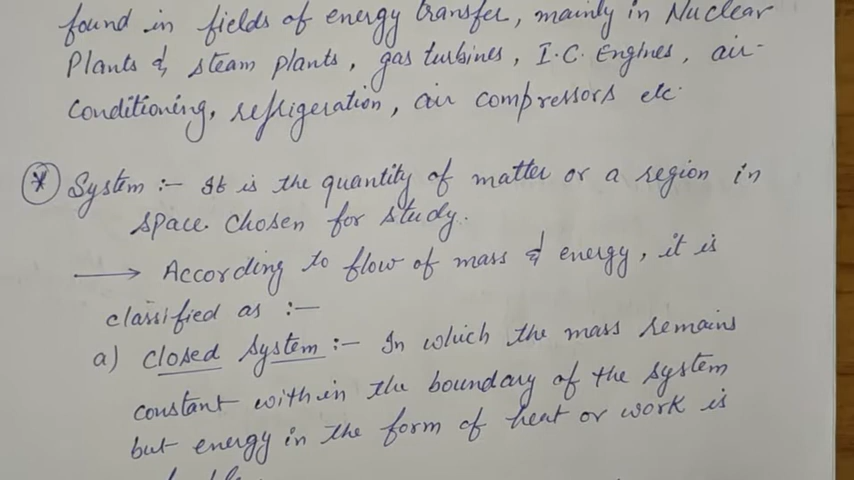 found in fields of energy transfer, mainly in Nuclear
Plants & steam plants, gas turbines, I.C. Engines, air-
Conditioning, refrigeration, air compressors etc.
* System :- It is the quantity of matter or a region in
space chosen for study.
→ According to flow of mass & energy, it is
classified as :-
a) Closed System :- In which the mass remains
constant within the boundary of the system
but energy in the form of heat or work is